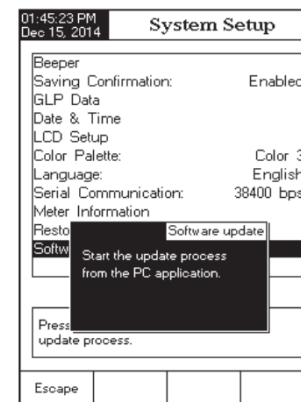 01:45:23 PM
Dec 15, 2014
System Setup
Beeper
Saving Confirmation: Enabled
GLP Data
Date & Time
LCD Setup
Color Palette: Color 3
Language: English
Serial Communication: 38400 bps
Meter Information
Resto
Softw
Software update
Start the update process
from the PC application.
Press
update process.
Escape